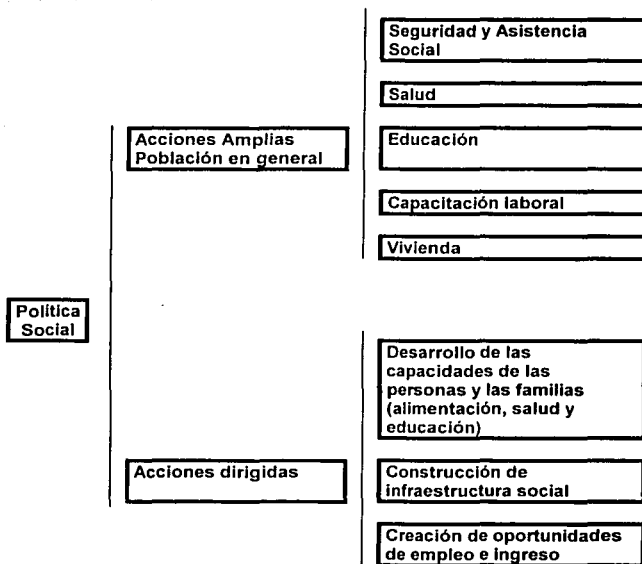 Política
Social
Acciones Amplias
Población en general
Seguridad y Asistencia
Social
Salud
Educación
Capacitación laboral
Vivienda
Acciones dirigidas
Desarrollo de las
capacidades de las
personas y las familias
(alimentación, salud y
educación)
Construcción de
infraestructura social
Creación de oportunidades
de empleo e ingreso